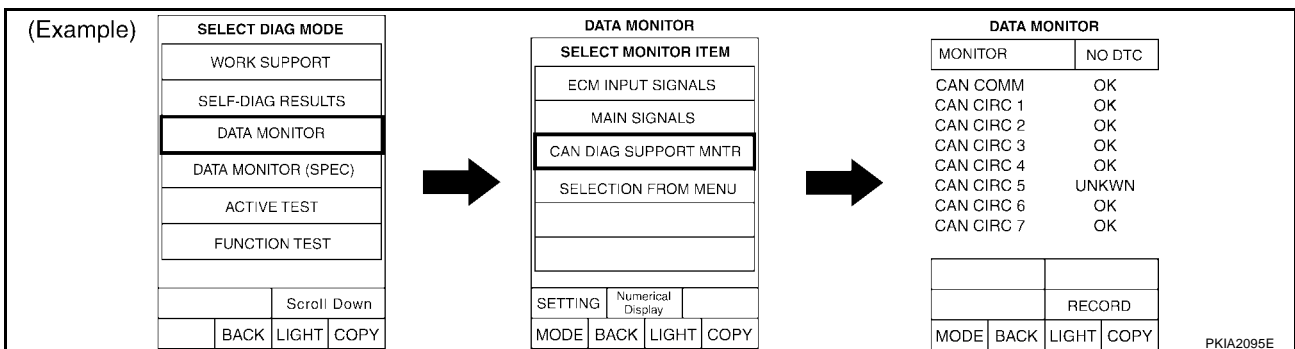 (Example)
SELECT DIAG MODE
WORK SUPPORT
SELF-DIAG RESULTS
DATA MONITOR
DATA MONITOR (SPEC)
ACTIVE TEST
FUNCTION TEST
Scroll Down
BACK LIGHT COPY
DATA MONITOR
SELECT MONITOR ITEM
ECM INPUT SIGNALS
MAIN SIGNALS
CAN DIAG SUPPORT MNTR
SELECTION FROM MENU
SETTING Numerical
Display
MODE BACK LIGHT COPY
DATA MONITOR
MONITOR NO DTC
CAN COMM OK
CAN CIRC 1 OK
CAN CIRC 2 OK
CAN CIRC 3 OK
CAN CIRC 4 OK
CAN CIRC 5 UNKWN
CAN CIRC 6 OK
CAN CIRC 7 OK
RECORD
MODE BACK LIGHT COPY
PKIA2095E